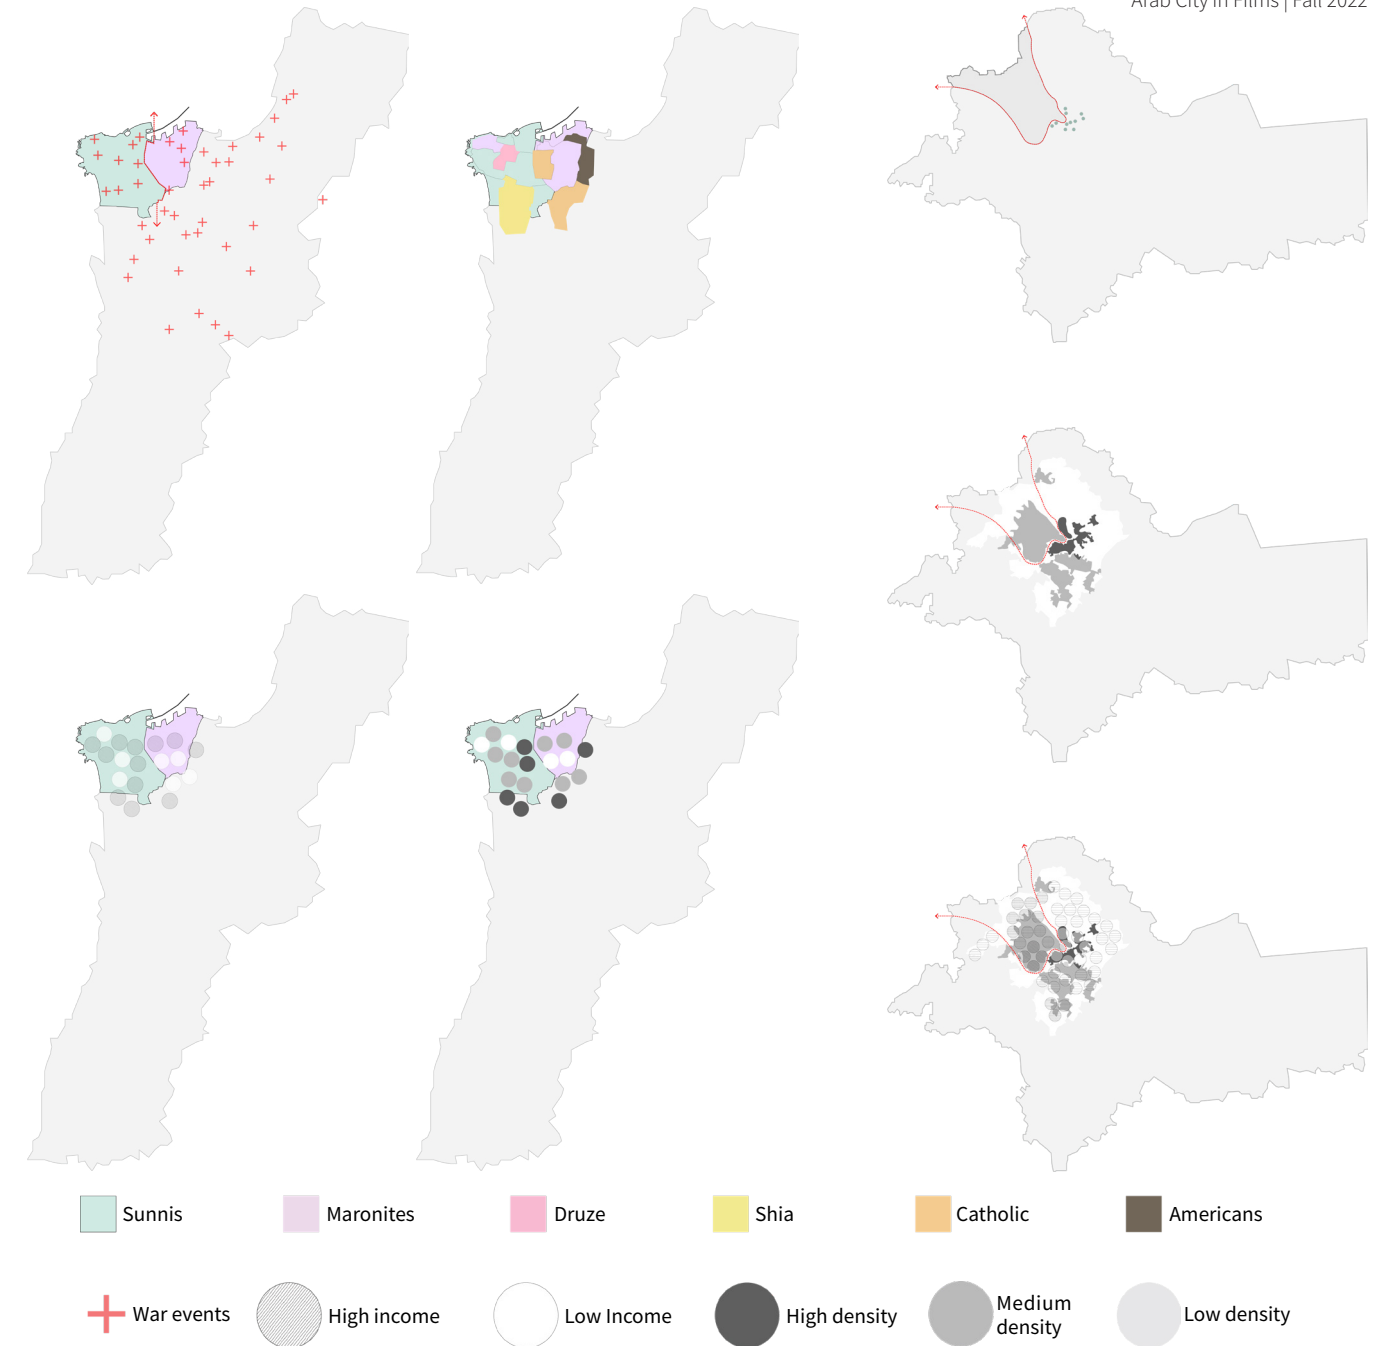 Arab City in Films | Fall 2022
Sunnis
Maronites
Druze
Shia
Catholic
Americans
War events
High income
Low Income
High density
Medium
density
Low density